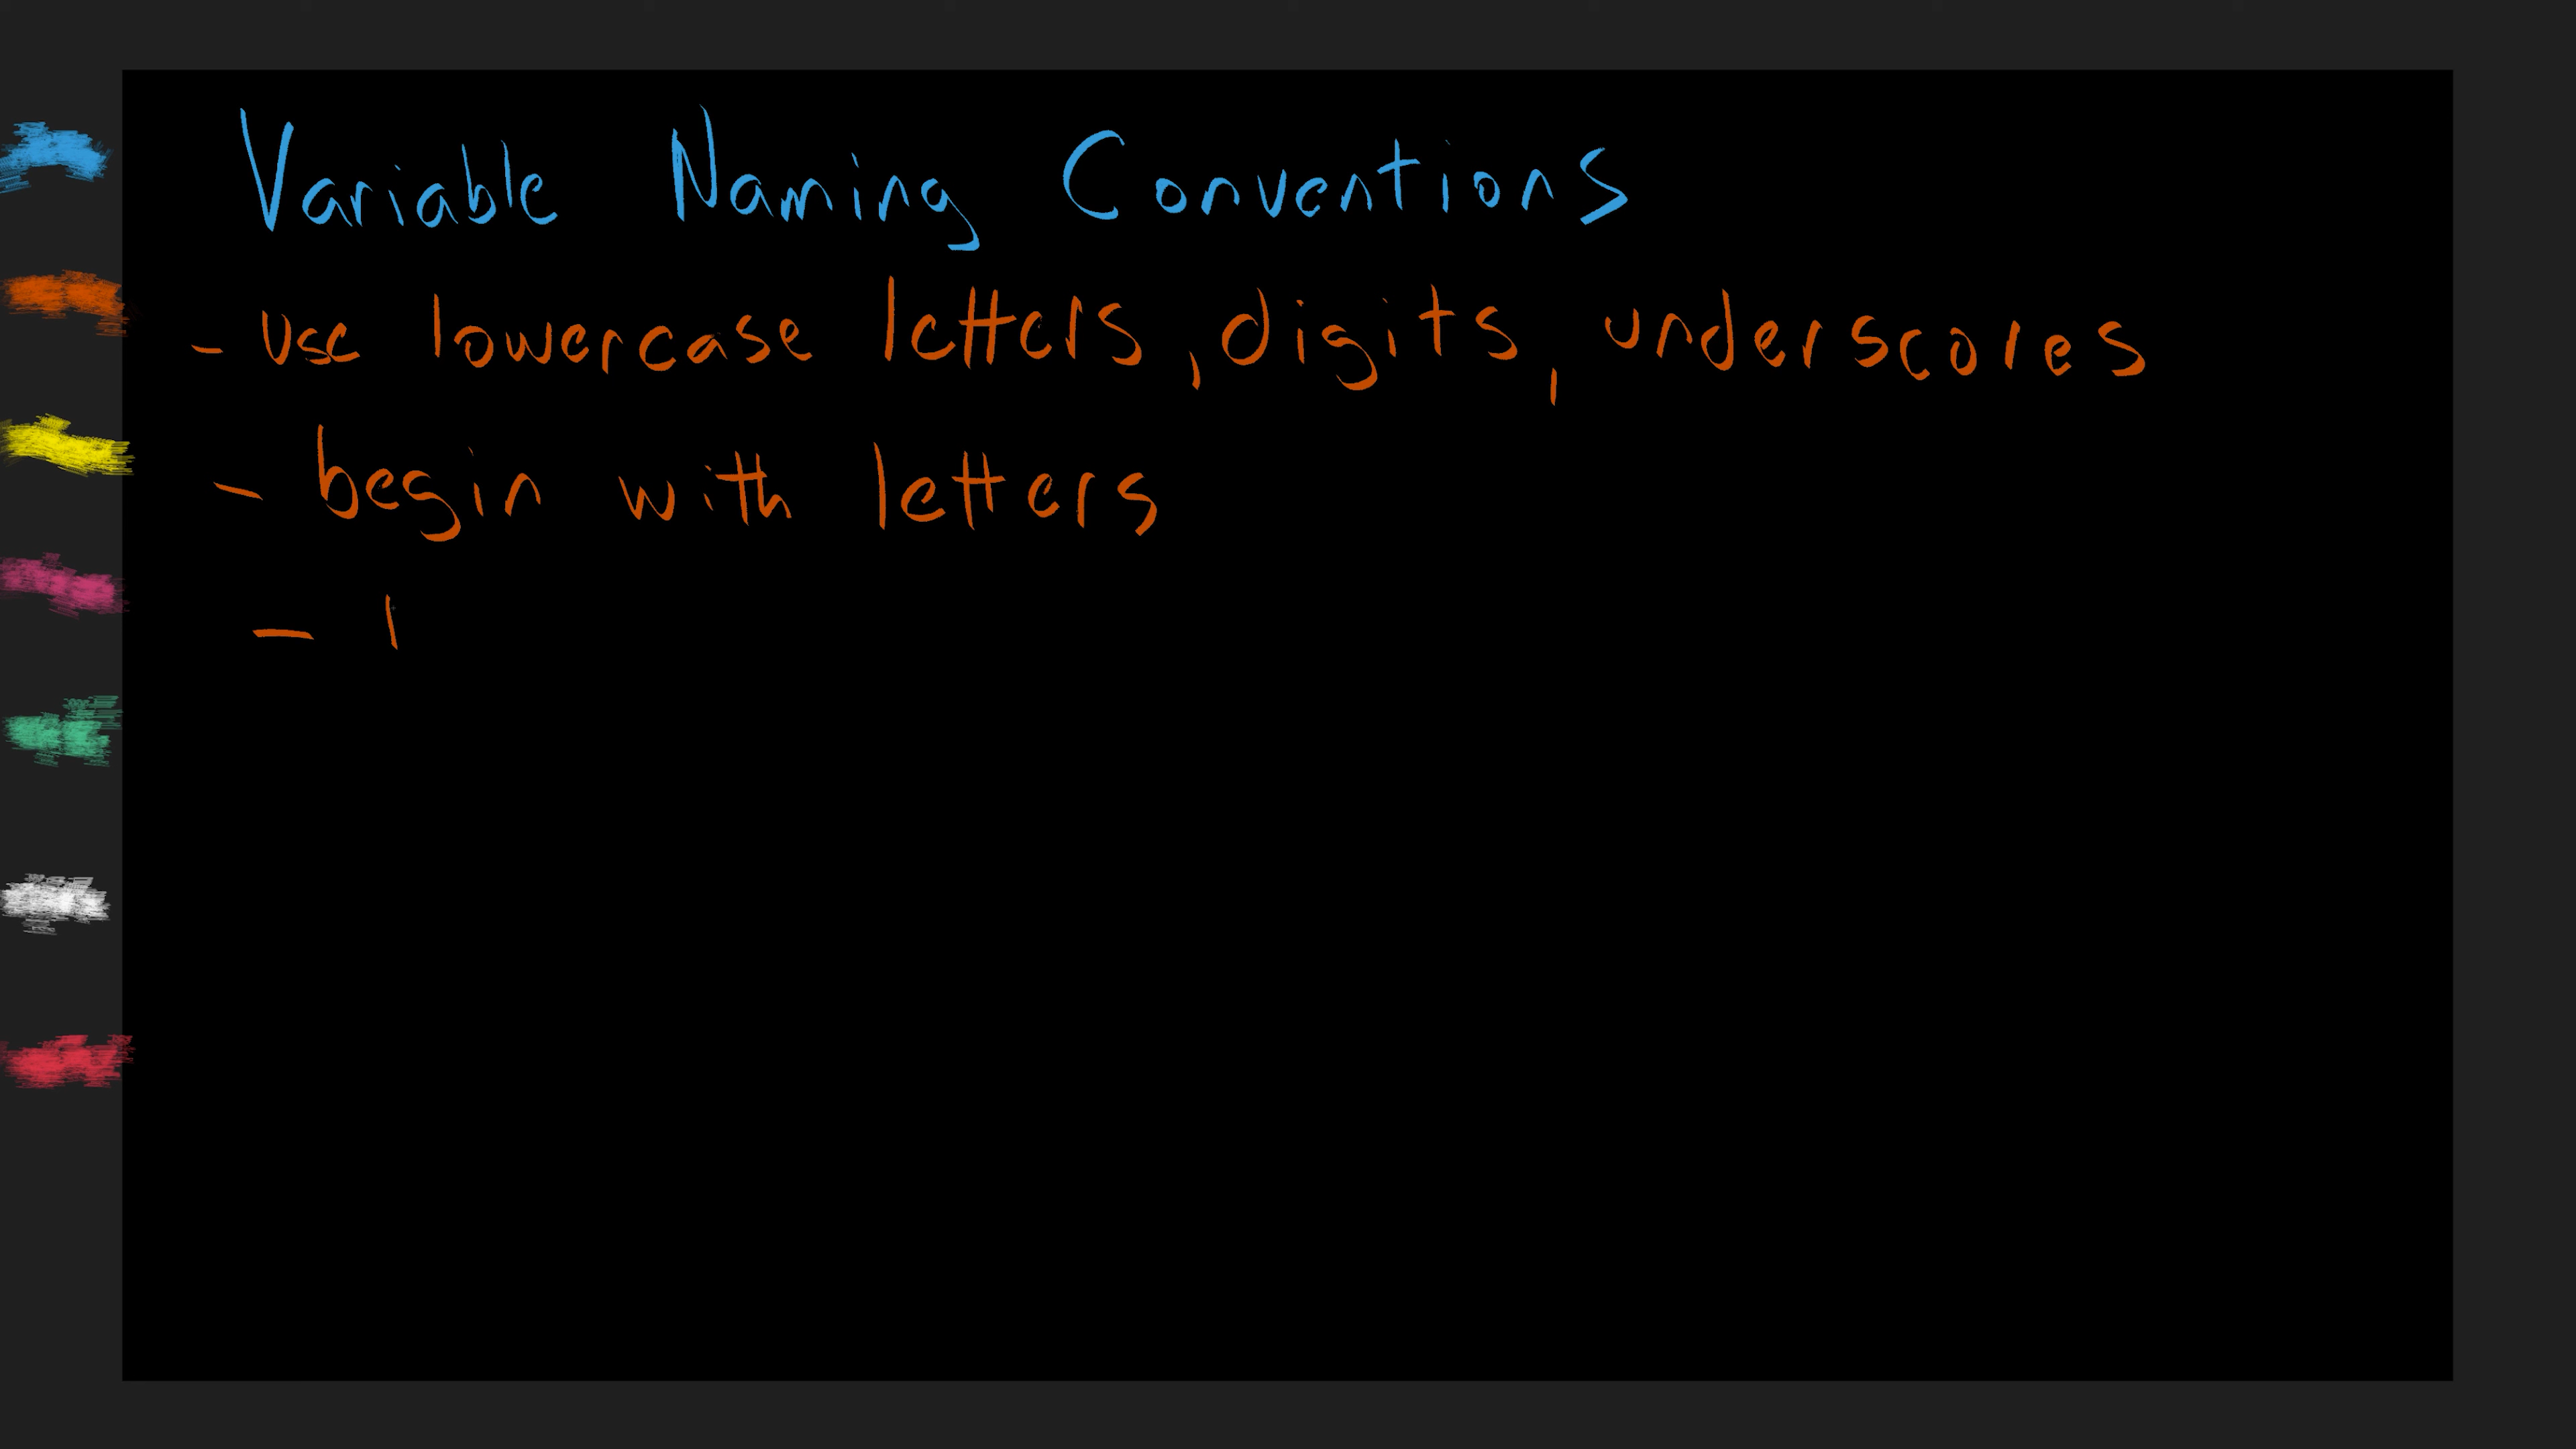 Variable Naming Conventions
- use lowercase letters, digits, underscores
- begin with letters
-